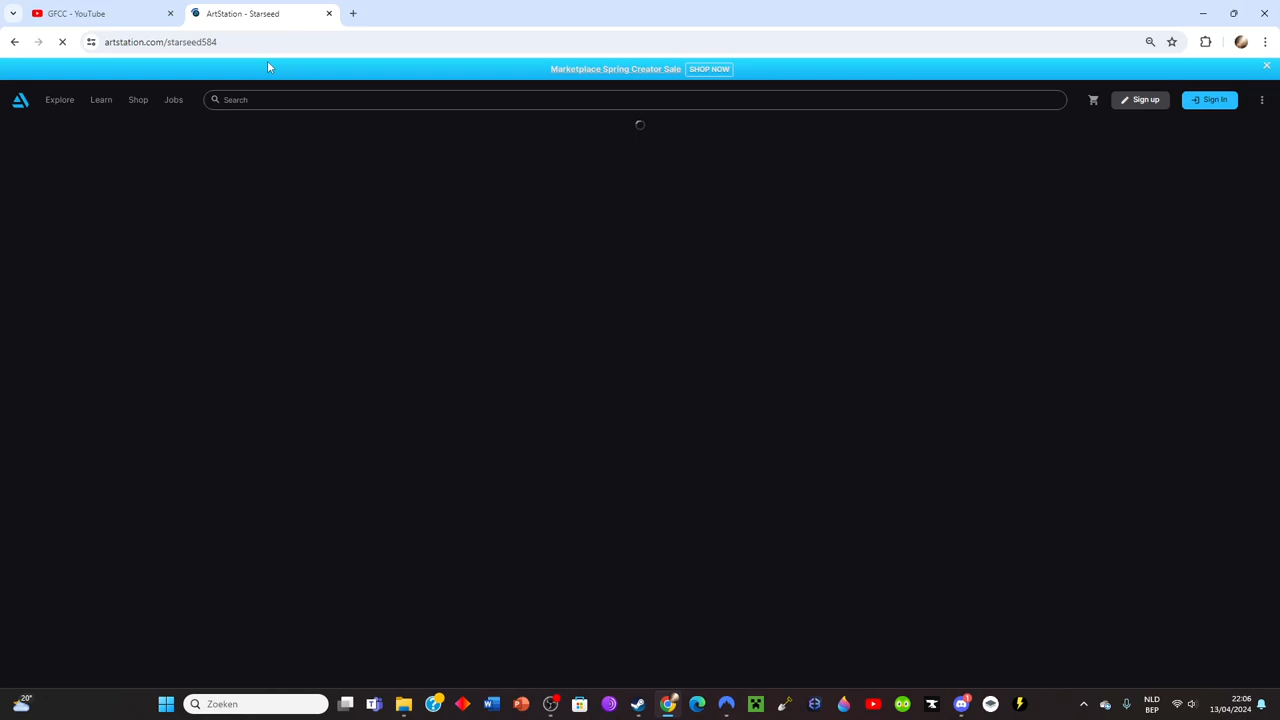 GFCC - YouTube
ArtStation - Starseed
artstation.com/starseed584
Marketplace Spring Creator Sale SHOP NOW
Explore Learn Shop Jobs Search Sign up Sign In
20°
Zoeken
1
NLD
BEP
22:06
13/04/2024